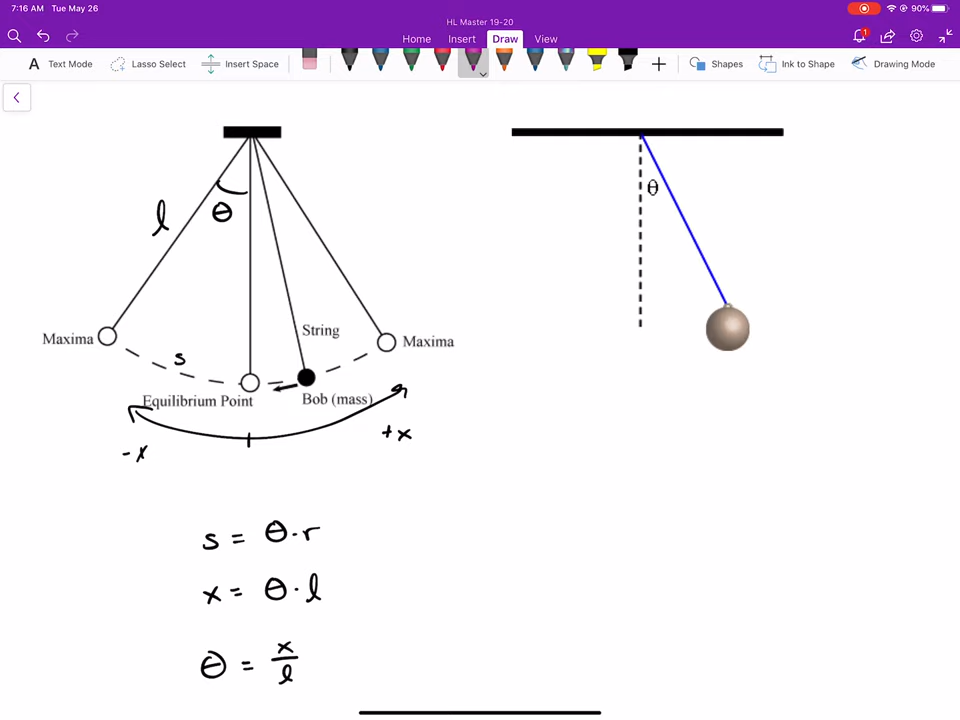 7:16 AM Tue May 26
90%
HL Master 19-20
Home Insert Draw View
1
A Text Mode Lasso Select Insert Space Shapes Ink to Shape Drawing Mode
θ
l
θ
String
Maxima
Maxima
s
Equilibrium Point
Bob (mass)
-x
+x
s = θ·r
x = θ·l
θ = x/l